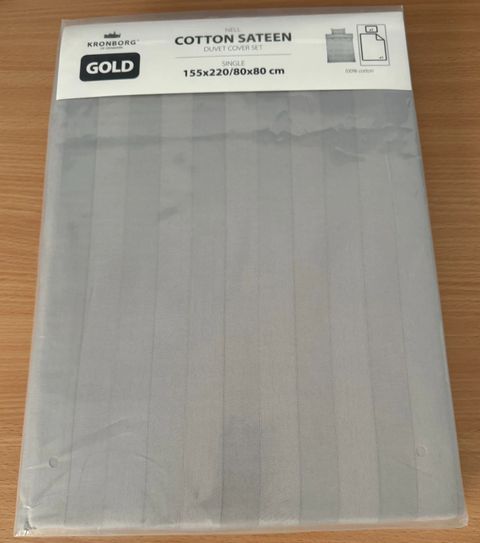 KRONBORG®
GOLD
NELL
COTTON SATEEN
DUVET COVER SET
SINGLE
155x220/80x80 cm
100% cotton